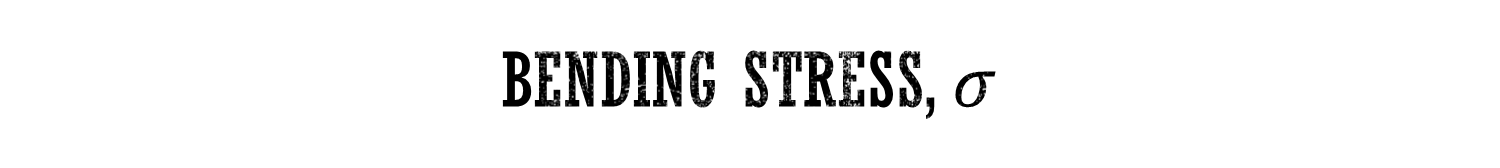 BENDING STRESS, σ